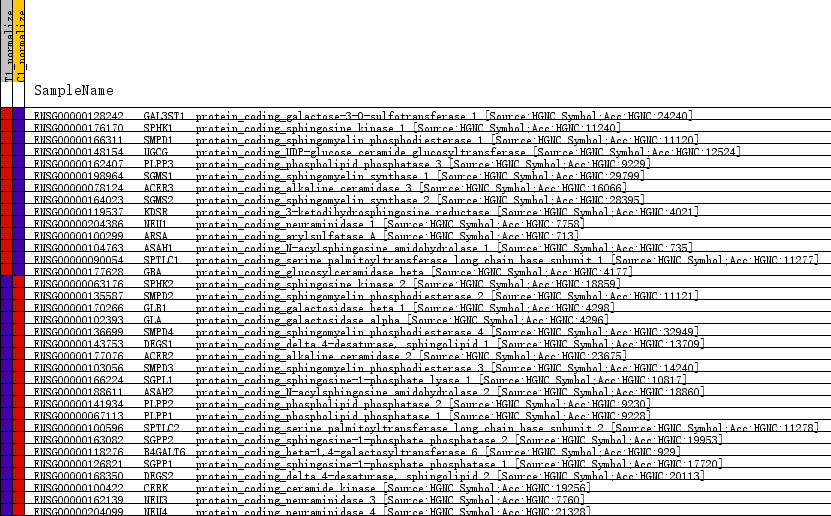 T1_normalize
C1_normalize
SampleName
ENSG00000128242 GAL3ST1 protein_coding_galactose-3-O-sulfotransferase 1 [Source:HGNC Symbol;Acc:HGNC:24240]
ENSG00000176170 SPHK1 protein_coding_sphingosine kinase 1 [Source:HGNC Symbol;Acc:HGNC:11240]
ENSG00000166311 SMPD1 protein_coding_sphingomyelin phosphodiesterase 1 [Source:HGNC Symbol;Acc:HGNC:11120]
ENSG00000148154 UGCG protein_coding_UDP-glucose ceramide glucosyltransferase [Source:HGNC Symbol;Acc:HGNC:12524]
ENSG00000162407 PLPP3 protein_coding_phospholipid phosphatase 3 [Source:HGNC Symbol;Acc:HGNC:9229]
ENSG00000198964 SGMS1 protein_coding_sphingomyelin synthase 1 [Source:HGNC Symbol;Acc:HGNC:29799]
ENSG00000078124 ACER3 protein_coding_alkaline ceramidase 3 [Source:HGNC Symbol;Acc:HGNC:16066]
ENSG00000164023 SGMS2 protein_coding_sphingomyelin synthase 2 [Source:HGNC Symbol;Acc:HGNC:28395]
ENSG00000119537 KDSR protein_coding_3-ketodihydrosphingosine reductase [Source:HGNC Symbol;Acc:HGNC:4021]
ENSG00000204386 NEU1 protein_coding_neuraminidase 1 [Source:HGNC Symbol;Acc:HGNC:7758]
ENSG00000100299 ARSA protein_coding_arylsulfatase A [Source:HGNC Symbol;Acc:HGNC:713]
ENSG00000104763 ASAH1 protein_coding_N-acylsphingosine amidohydrolase 1 [Source:HGNC Symbol;Acc:HGNC:735]
ENSG00000090054 SPTLC1 protein_coding_serine palmitoyltransferase long chain base subunit 1 [Source:HGNC Symbol;Acc:HGNC:11277]
ENSG00000177628 GBA protein_coding_glucosylceramide beta [Source:HGNC Symbol;Acc:HGNC:4177]
ENSG00000063176 SPHK2 protein_coding_sphingosine kinase 2 [Source:HGNC Symbol;Acc:HGNC:18859]
ENSG00000135587 SMPD2 protein_coding_sphingomyelin phosphodiesterase 2 [Source:HGNC Symbol;Acc:HGNC:11121]
ENSG00000170266 GLB1 protein_coding_galactosidase beta 1 [Source:HGNC Symbol;Acc:HGNC:4298]
ENSG00000102393 GLA protein_coding_galactosidase alpha [Source:HGNC Symbol;Acc:HGNC:4296]
ENSG00000136699 SMPD4 protein_coding_sphingomyelin phosphodiesterase 4 [Source:HGNC Symbol;Acc:HGNC:32949]
ENSG00000143753 DEGS1 protein_coding_delta 4-desaturase, sphingolipid 1 [Source:HGNC Symbol;Acc:HGNC:13709]
ENSG00000177076 ACER2 protein_coding_alkaline ceramidase 2 [Source:HGNC Symbol;Acc:HGNC:23675]
ENSG00000103056 SMPD3 protein_coding_sphingomyelin phosphodiesterase 3 [Source:HGNC Symbol;Acc:HGNC:14240]
ENSG00000166224 SGPL1 protein_coding_sphingosine-1-phosphate lyase 1 [Source:HGNC Symbol;Acc:HGNC:10817]
ENSG00000188611 ASAH2 protein_coding_N-acylsphingosine amidohydrolase 2 [Source:HGNC Symbol;Acc:HGNC:18860]
ENSG00000141934 PLPP2 protein_coding_phospholipid phosphatase 2 [Source:HGNC Symbol;Acc:HGNC:9230]
ENSG00000067113 PLPP1 protein_coding_phospholipid phosphatase 1 [Source:HGNC Symbol;Acc:HGNC:9228]
ENSG00000100596 SPTLC2 protein_coding_serine palmitoyltransferase long chain base subunit 2 [Source:HGNC Symbol;Acc:HGNC:11278]
ENSG00000163082 SGPP2 protein_coding_sphingosine-1-phosphate phosphatase 2 [Source:HGNC Symbol;Acc:HGNC:19953]
ENSG00000118276 B4GALT6 protein_coding_beta-1,4-galactosyltransferase 6 [Source:HGNC Symbol;Acc:HGNC:929]
ENSG00000126821 SGPP1 protein_coding_sphingosine-1-phosphate phosphatase 1 [Source:HGNC Symbol;Acc:HGNC:17720]
ENSG00000168350 DEGS2 protein_coding_delta 4-desaturase, sphingolipid 2 [Source:HGNC Symbol;Acc:HGNC:20113]
ENSG00000100422 CERK protein_coding_ceramide kinase [Source:HGNC Symbol;Acc:HGNC:19256]
ENSG00000162139 NEU3 protein_coding_neuraminidase 3 [Source:HGNC Symbol;Acc:HGNC:7760]
ENSG00000204099 NEU4 protein_coding_neuraminidase 4 [Source:HGNC Symbol;Acc:HGNC:21328]